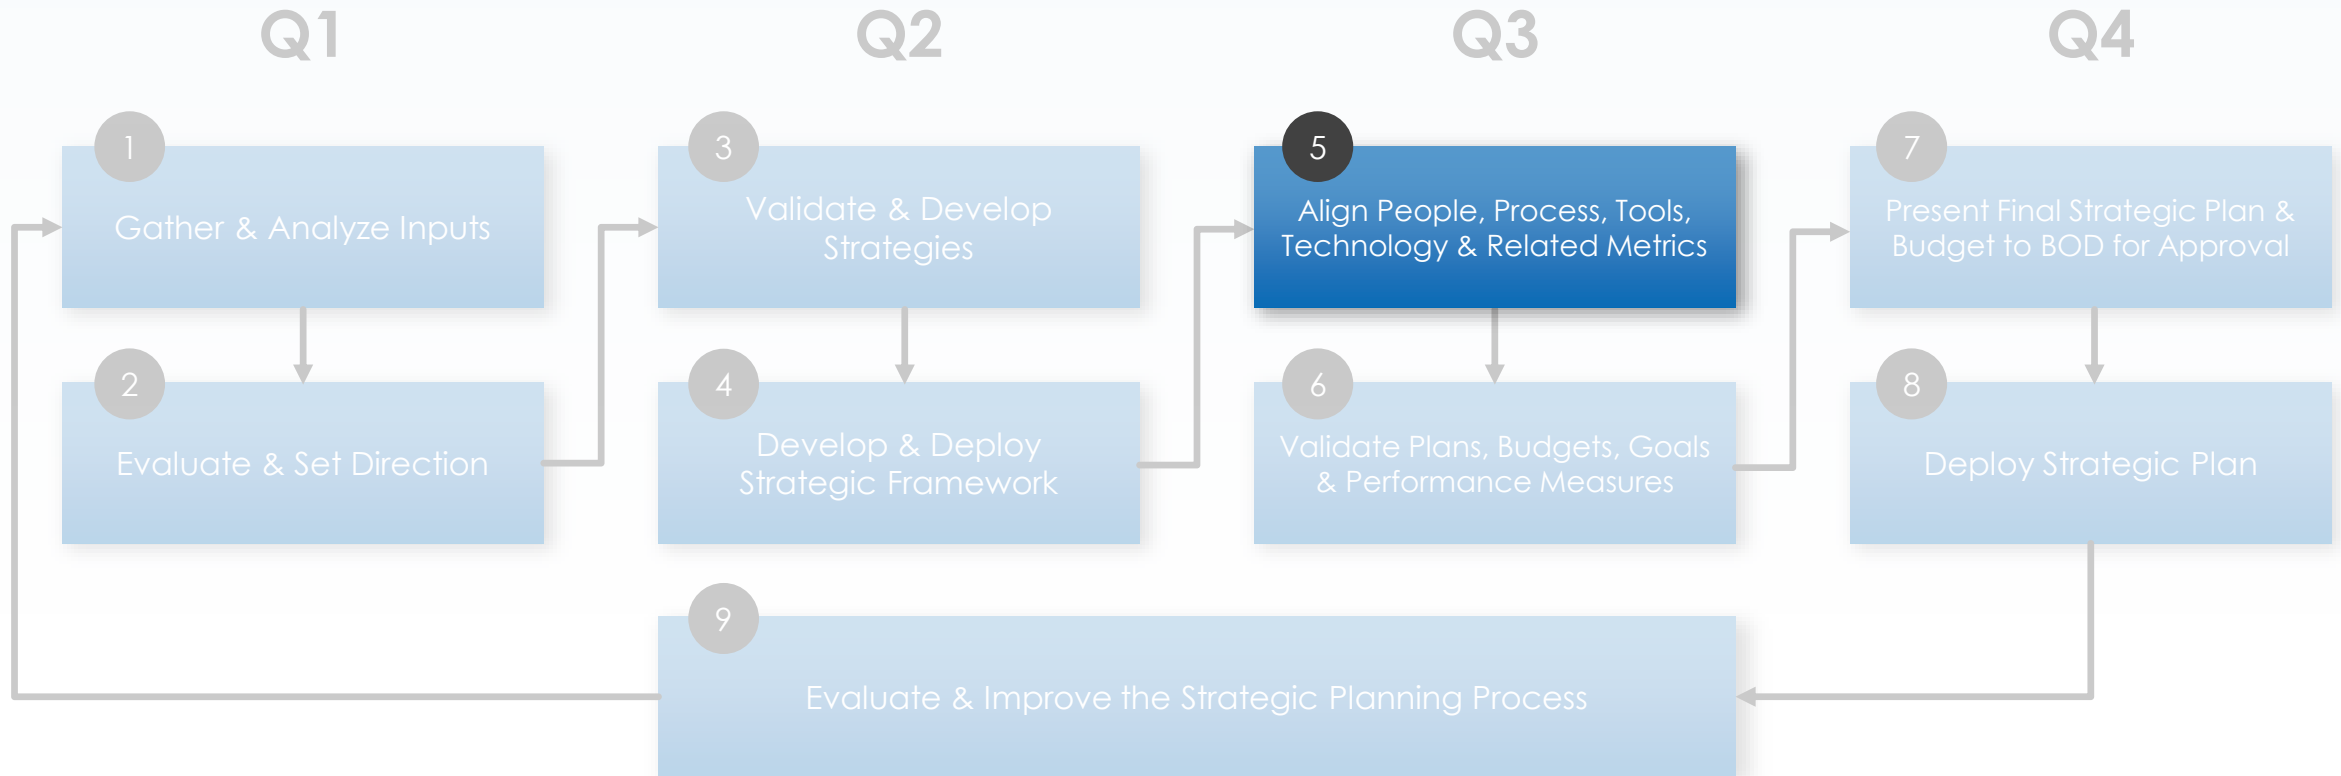 Q1
Q2
Q3
Q4
1
Gather & Analyze Inputs
2
Evaluate & Set Direction
3
Validate & Develop
Strategies
4
Develop & Deploy
Strategic Framework
5
Align People, Process, Tools,
Technology & Related Metrics
6
Validate Plans, Budgets, Goals
& Performance Measures
7
Present Final Strategic Plan &
Budget to BOD for Approval
8
Deploy Strategic Plan
9
Evaluate & Improve the Strategic Planning Process